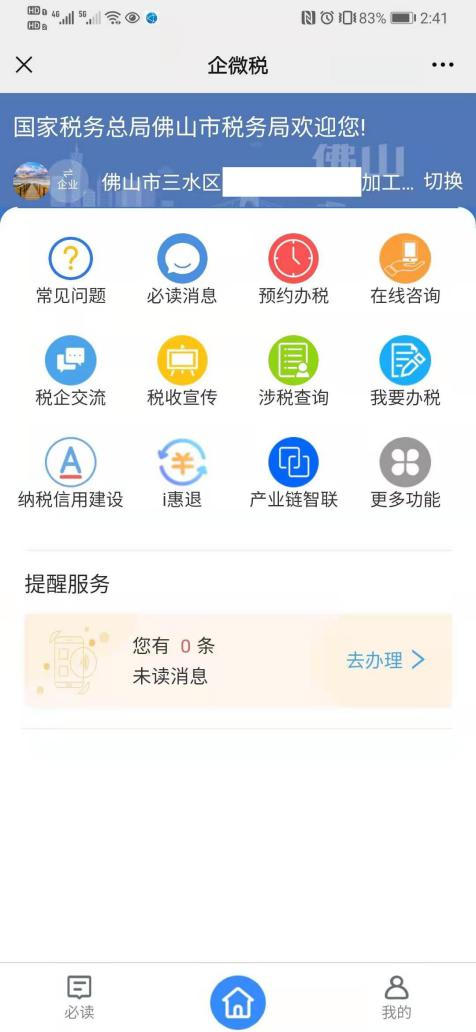 HD 4G 5G 83% 2:41
企微税
国家税务总局佛山市税务局欢迎您!
佛山
企业 佛山市三水区 加工... 切换
常见问题 必读消息 预约办税 在线咨询
税企交流 税收宣传 涉税查询 我要办税
纳税信用建设 i惠退 产业链智联 更多功能
提醒服务
您有 0 条
未读消息
去办理
必读 我的